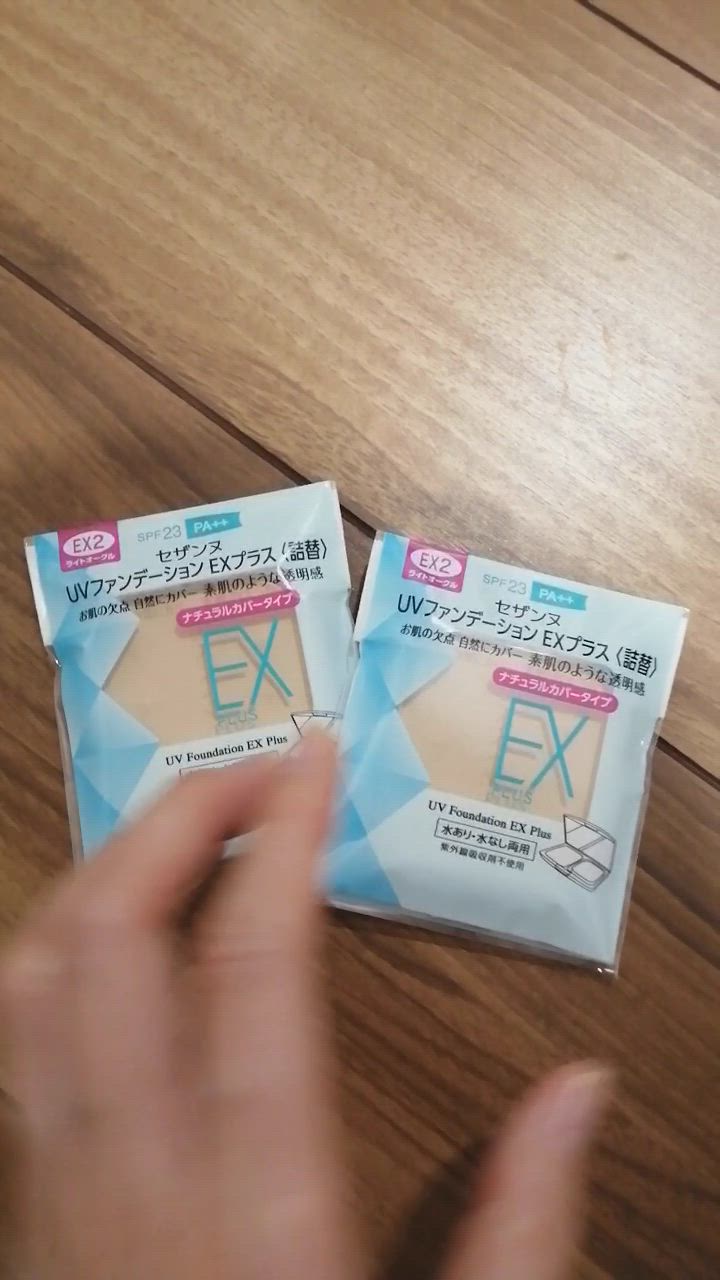 EX2
ライトオークル
SPF23 PA++
セザンヌ
UVファンデーション EXプラス〈詰替〉
お肌の欠点 自然にカバー 素肌のような透明感
ナチュラルカバータイプ
EX
PLUS
UV Foundation EX Plus
EX2
ライトオークル
SPF23 PA++
セザンヌ
UVファンデーション EXプラス〈詰替〉
お肌の欠点 自然にカバー 素肌のような透明感
ナチュラルカバータイプ
EX
PLUS
UV Foundation EX Plus
水あり・水なし両用
紫外線吸収剤不使用